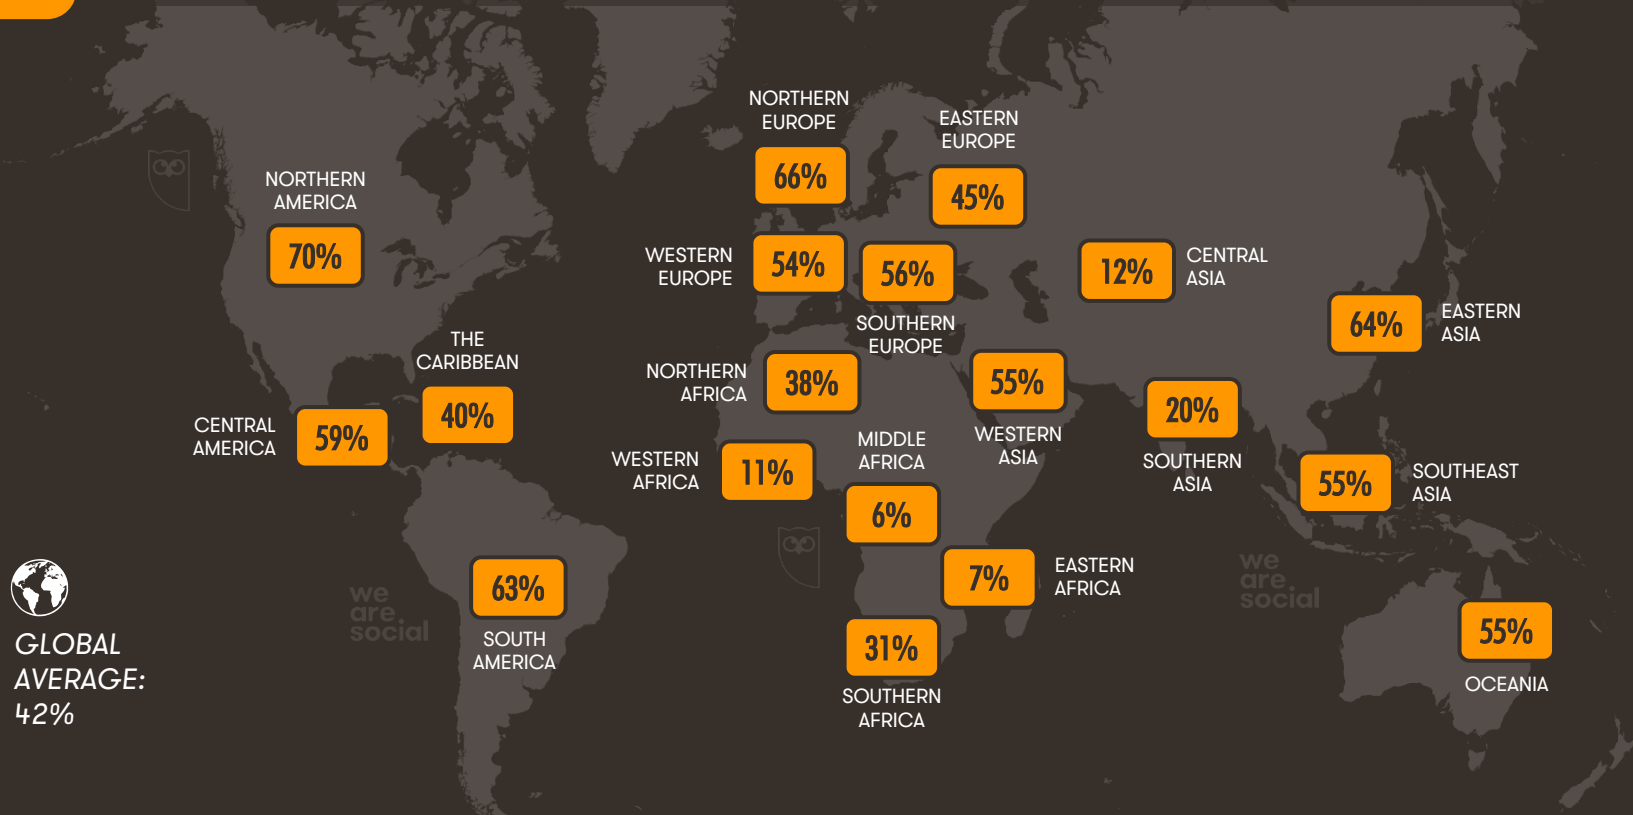 NORTHERN
EUROPE
66%
EASTERN
EUROPE
45%
NORTHERN
AMERICA
70%
WESTERN
EUROPE
54%
56%
SOUTHERN
EUROPE
12%
CENTRAL
ASIA
64%
EASTERN
ASIA
THE
CARIBBEAN
40%
NORTHERN
AFRICA
38%
55%
WESTERN
ASIA
20%
SOUTHERN
ASIA
CENTRAL
AMERICA
59%
WESTERN
AFRICA
11%
MIDDLE
AFRICA
6%
55%
SOUTHEAST
ASIA
63%
SOUTH
AMERICA
7%
EASTERN
AFRICA
31%
SOUTHERN
AFRICA
55%
OCEANIA
we
are
social
we
are
social
GLOBAL
AVERAGE:
42%